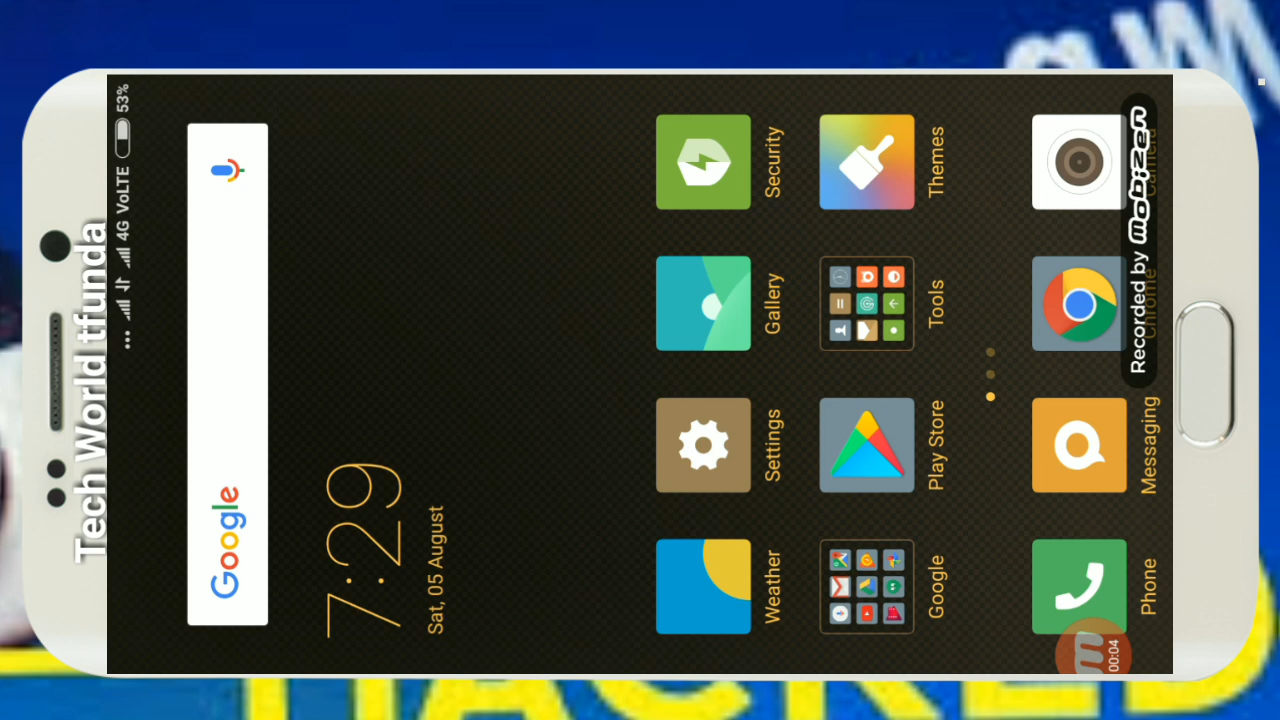 Tech World tfunda
... 4G VoLTE 53%
Google
7:29
Sat, 05 August
Weather
Settings
Gallery
Security
Google
Play Store
Tools
Themes
Phone
Messaging
Chrome
Camera
Recorded by mobizen
m
00:04
HACKED